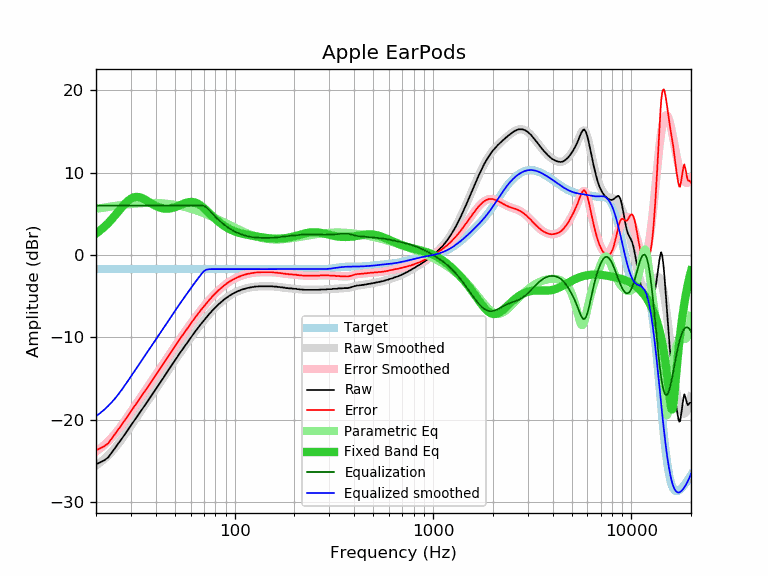 Apple EarPods
20
10
0
−10
−20
−30
Amplitude (dBr)
Target
Raw Smoothed
Error Smoothed
Raw
Error
Parametric Eq
Fixed Band Eq
Equalization
Equalized smoothed
100
1000
10000
Frequency (Hz)